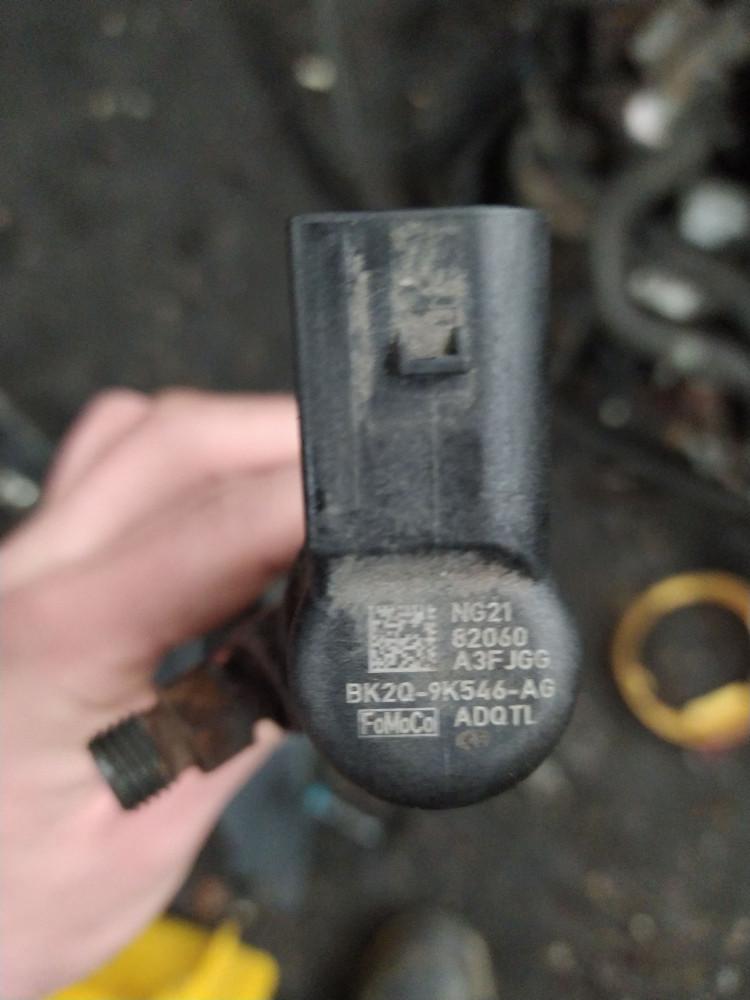 NG21
82060
A3FJGG
BK2Q-9K546-AG
FoMoCo ADQTL